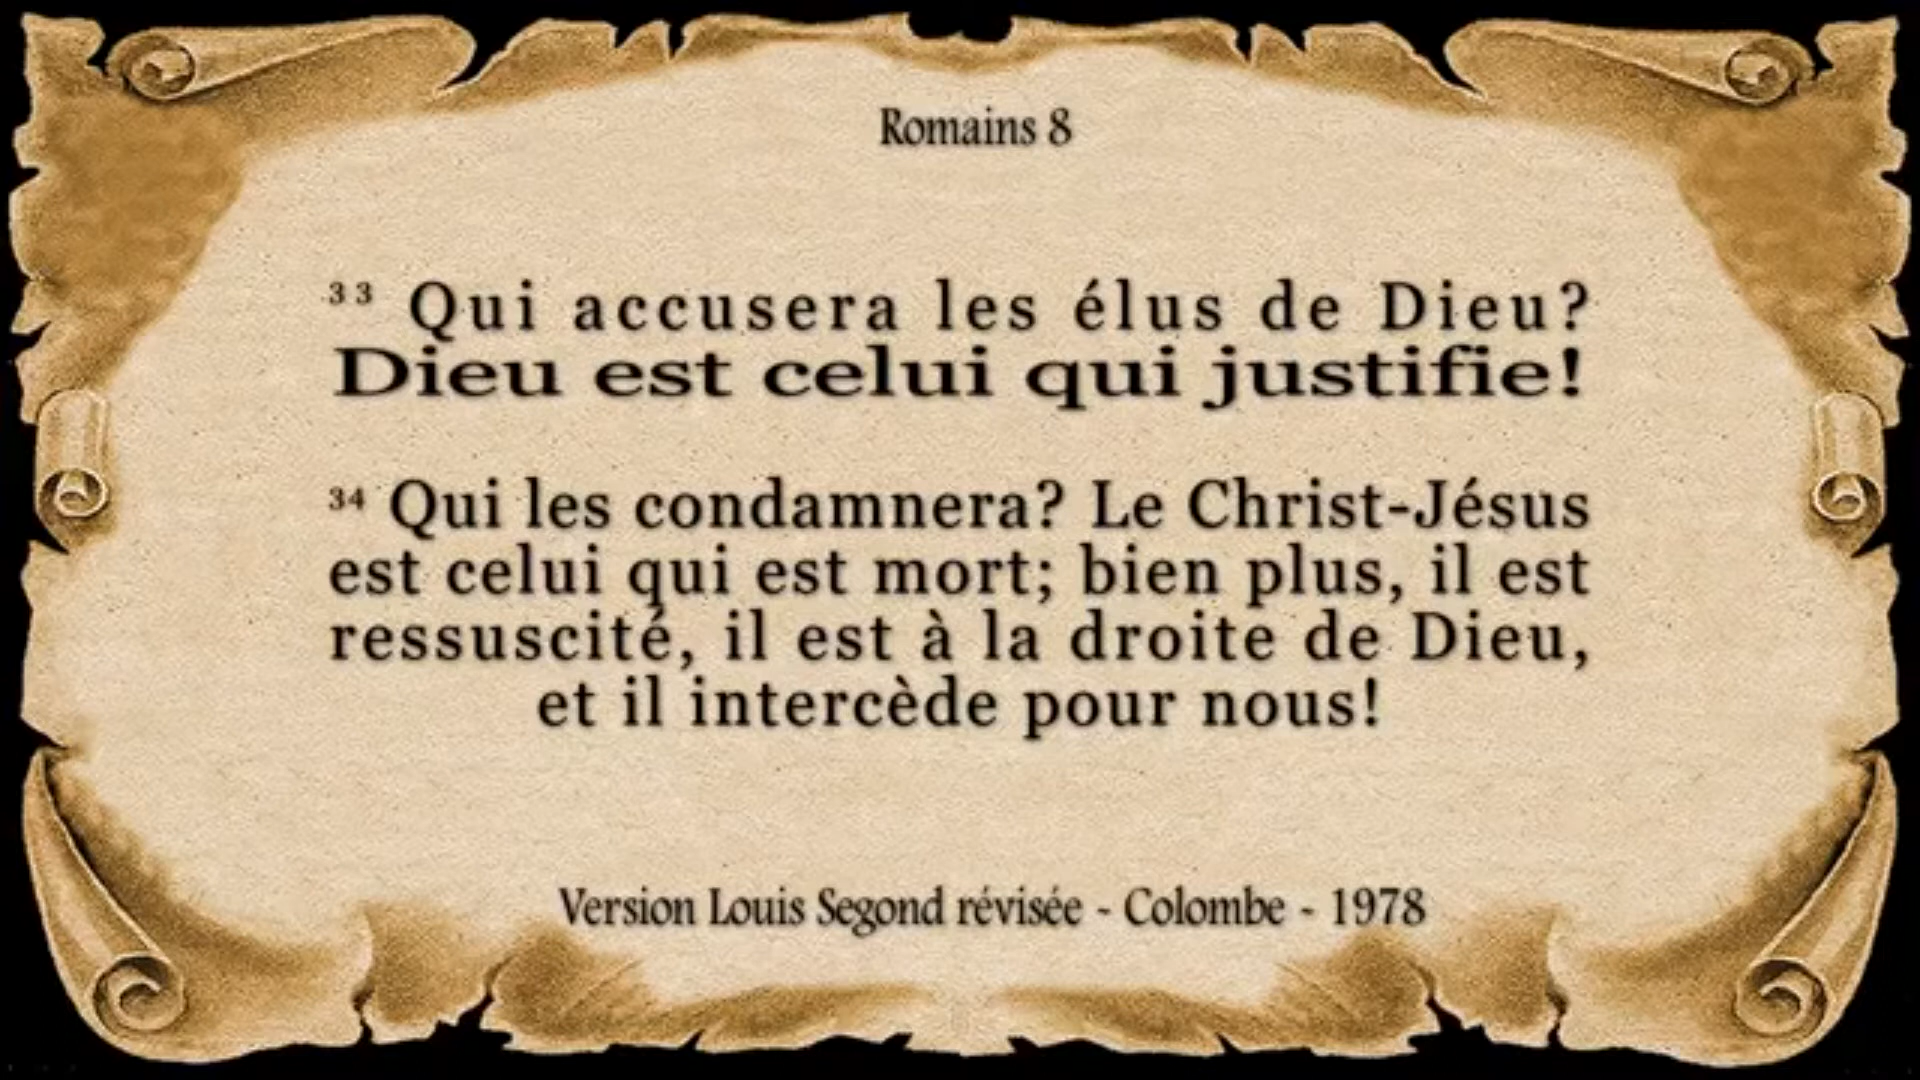 Romains 8
33 Qui accusera les élus de Dieu?
Dieu est celui qui justifie!
34 Qui les condamnera? Le Christ-Jésus
est celui qui est mort; bien plus, il est
ressuscité, il est à la droite de Dieu,
et il intercède pour nous!
Version Louis Segond révisée - Colombe - 1978